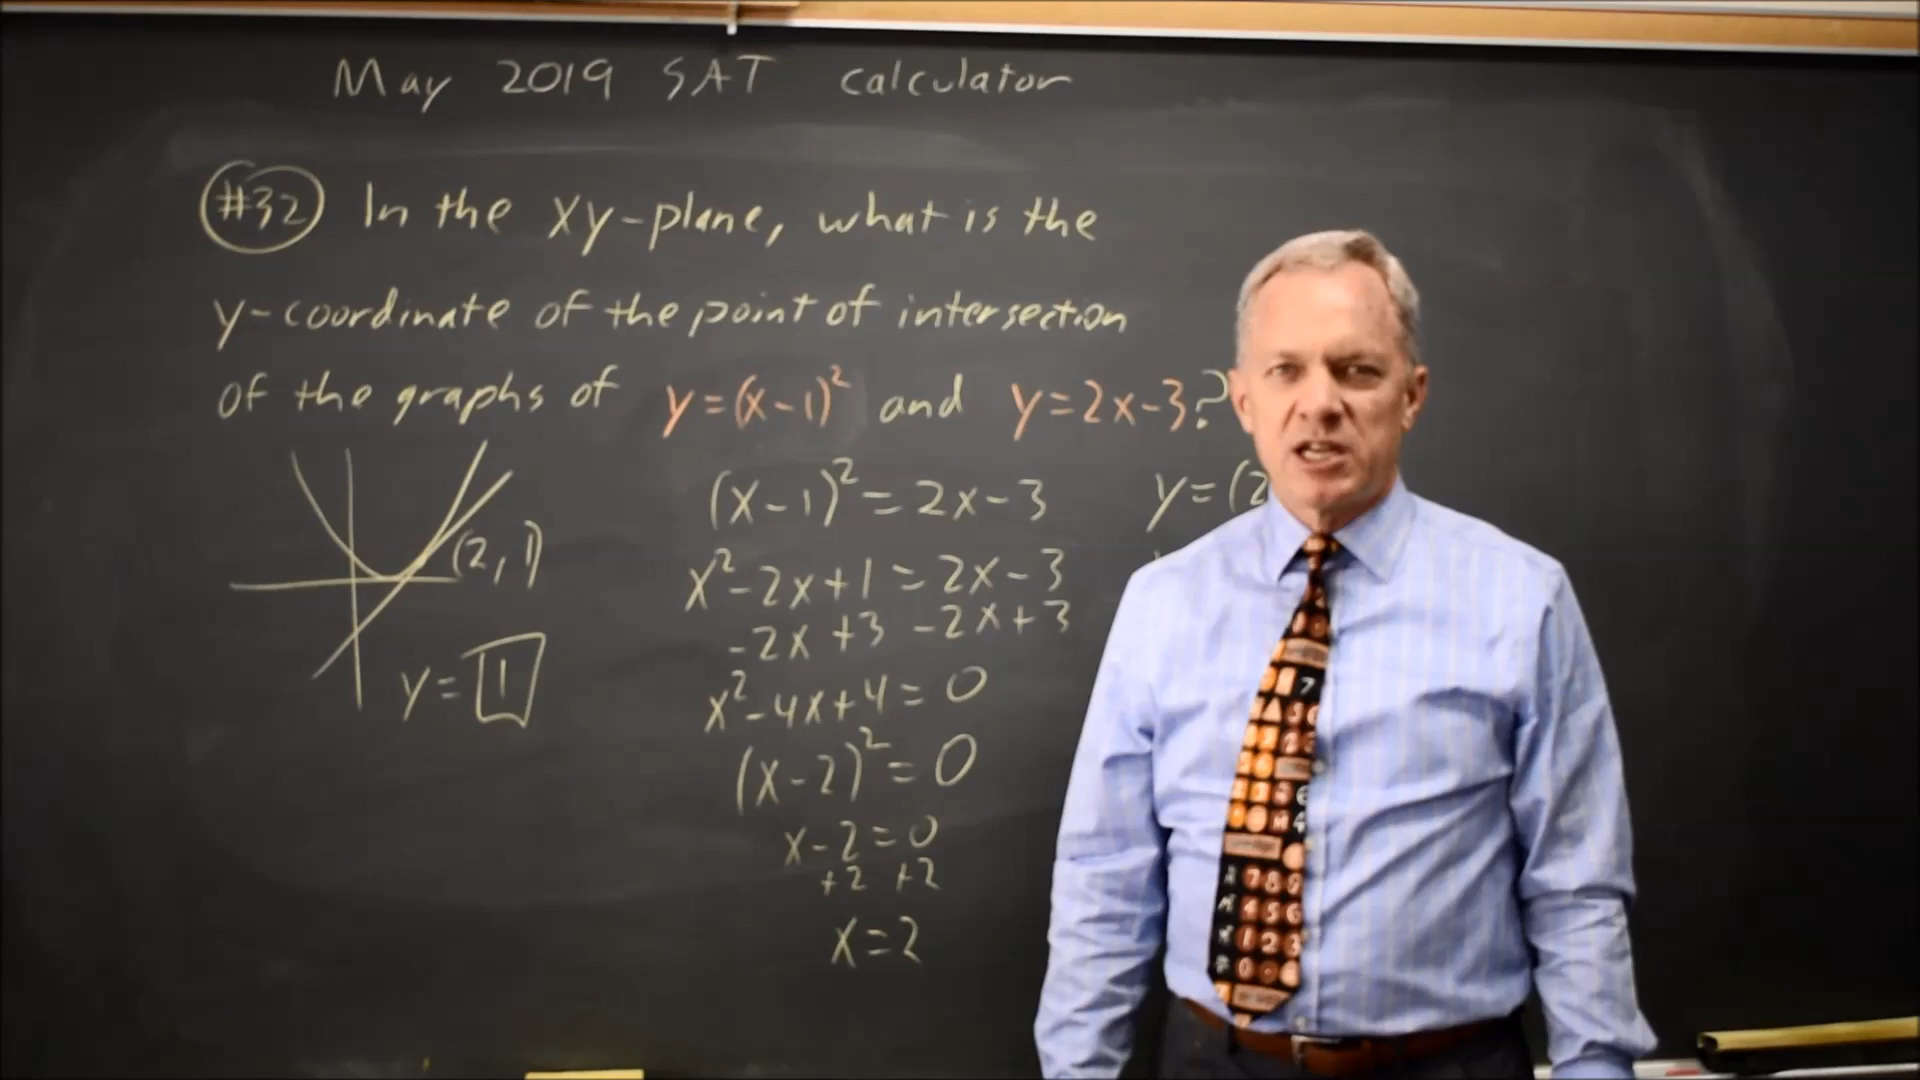 May 2019 SAT calculator
#32 In the xy-plane, what is the
y-coordinate of the point of intersection
of the graphs of y=(x-1)² and y=2x-3?
(x-1)²=2x-3
y=(2
x²-2x+1=2x-3
(2,1)
-2x+3 -2x+3
x²-4x+4=0
y=1
(x-2)²=0
x-2=0
+2 +2
x=2